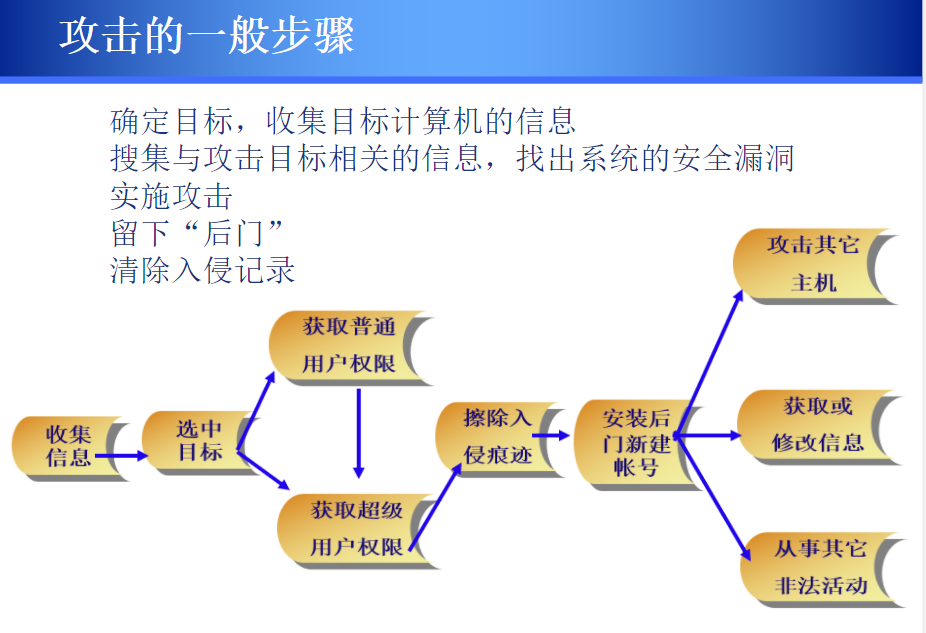 攻击的一般步骤
确定目标，收集目标计算机的信息
搜集与攻击目标相关的信息，找出系统的安全漏洞
实施攻击
留下“后门”
清除入侵记录
收集
信息
选中
目标
获取普通
用户权限
获取超级
用户权限
擦除入
侵痕迹
安装后
门新建
帐号
攻击其它
主机
获取或
修改信息
从事其它
非法活动